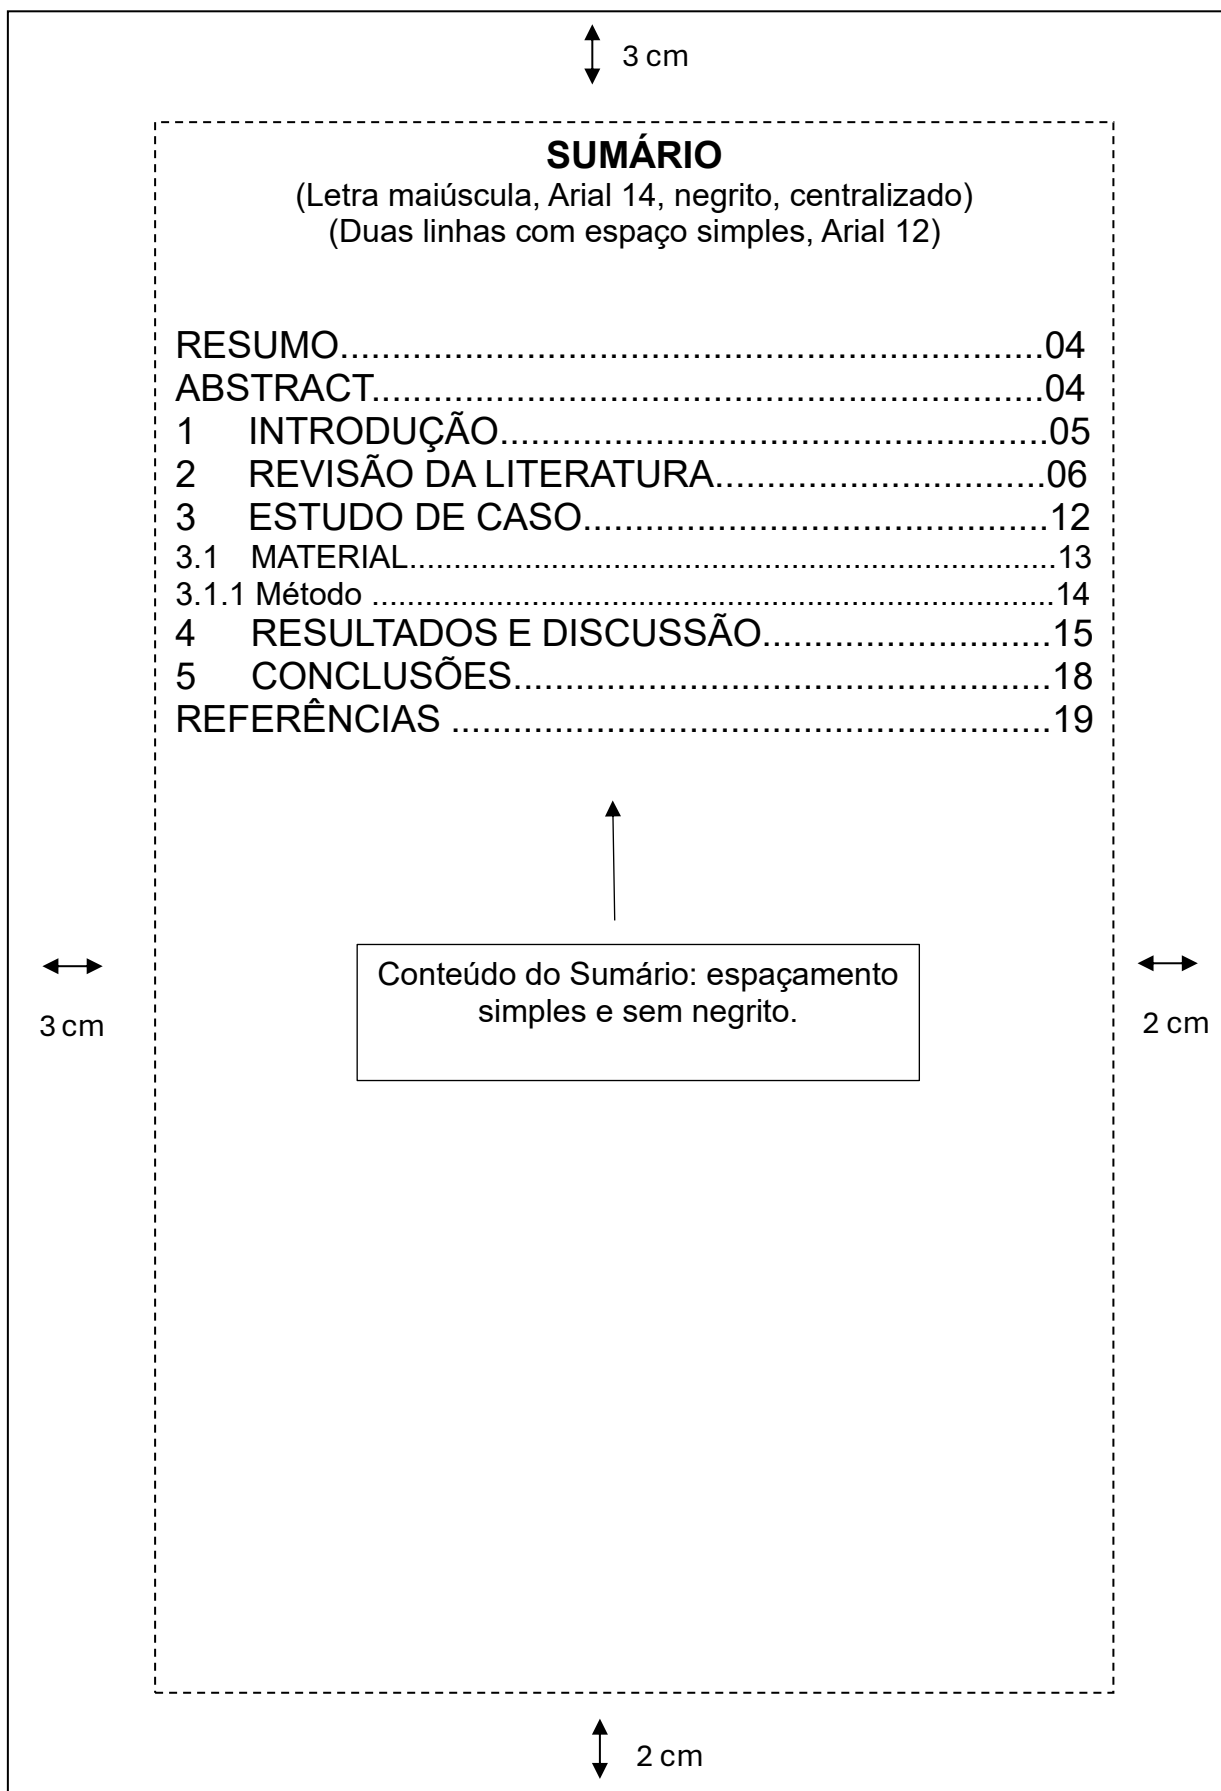 3 cm
SUMÁRIO
(Letra maiúscula, Arial 14, negrito, centralizado)
(Duas linhas com espaço simples, Arial 12)
RESUMO....................................................................04
ABSTRACT.................................................................04
1 INTRODUÇÃO.....................................................05
2 REVISÃO DA LITERATURA................................06
3 ESTUDO DE CASO.............................................12
3.1 MATERIAL..........................................................................13
3.1.1 Método ..............................................................................14
4 RESULTADOS E DISCUSSÃO............................15
5 CONCLUSÕES....................................................18
REFERÊNCIAS ..........................................................19
Conteúdo do Sumário: espaçamento
simples e sem negrito.
3 cm
2 cm
2 cm